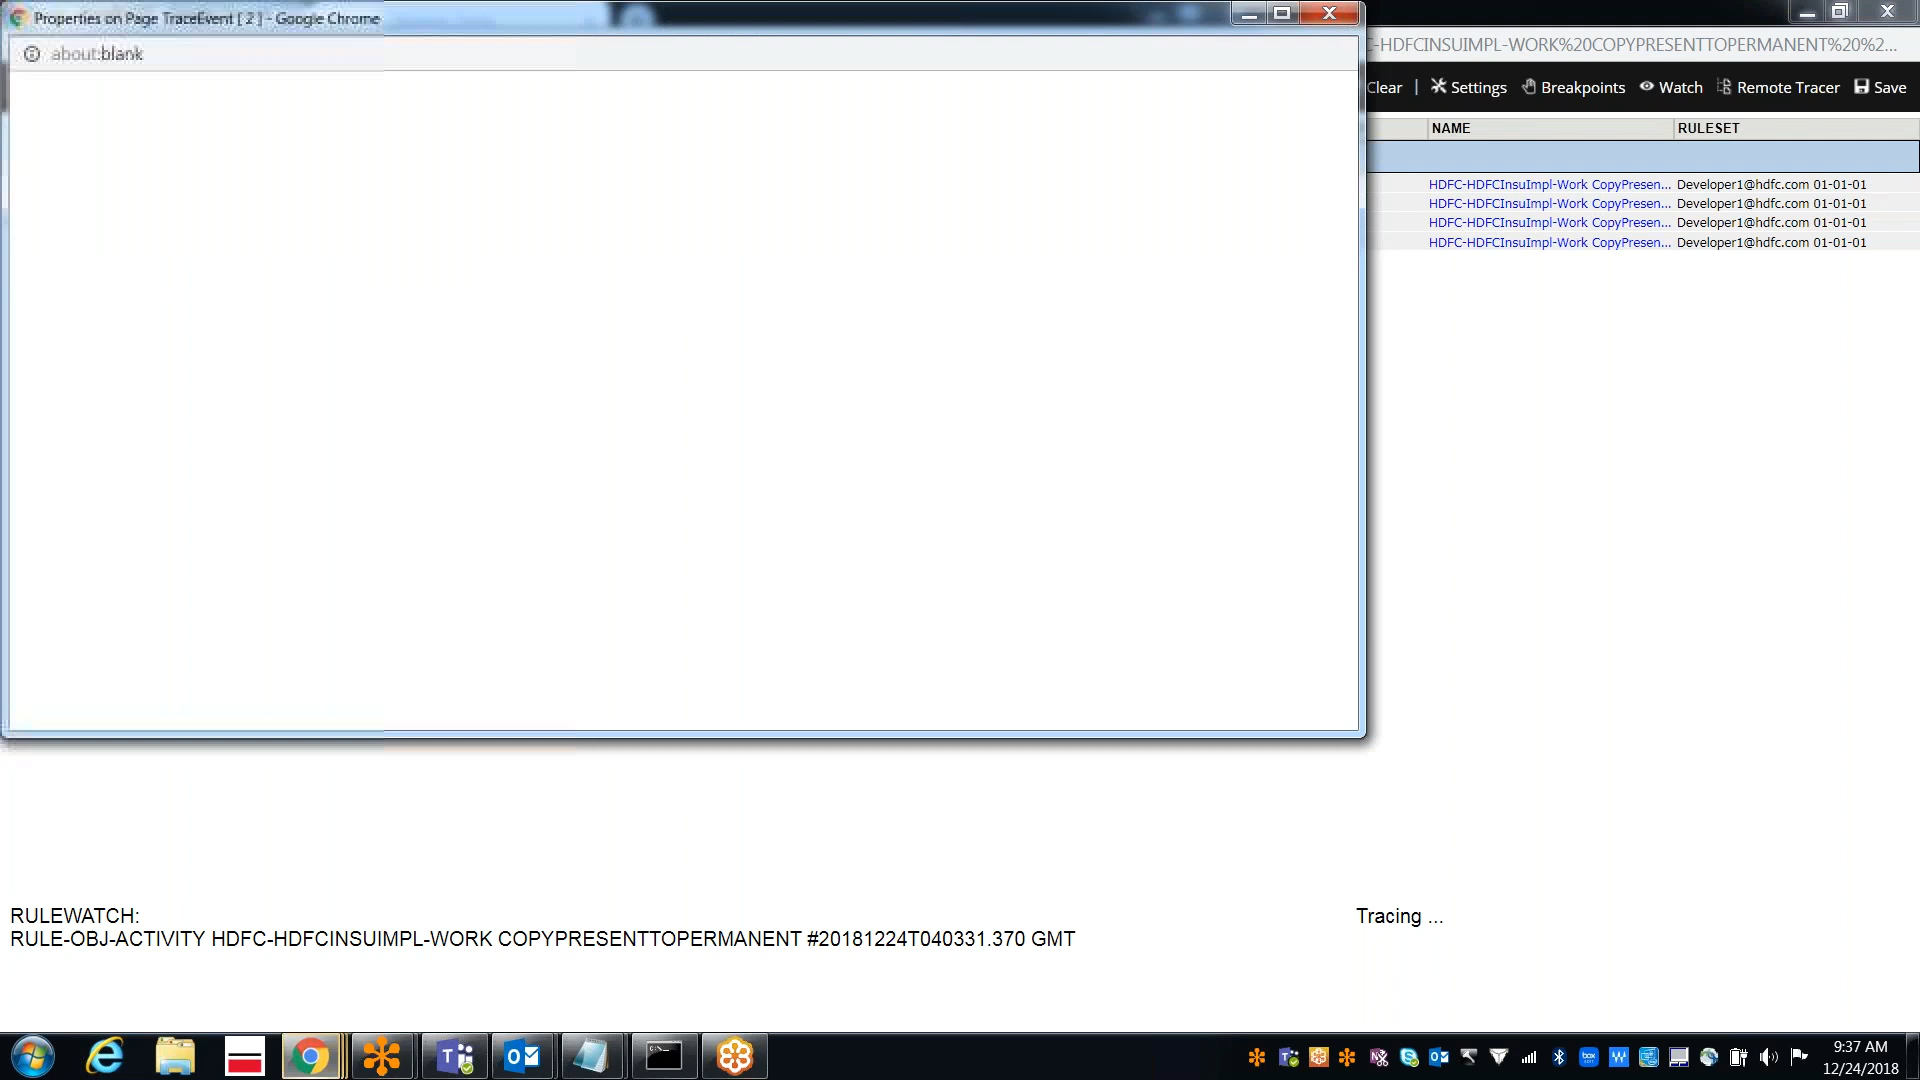 Properties on Page TraceEvent [ 2 ] - Google Chrome
about:blank
C-HDFCINSUIMPL-WORK%20COPYPRESENTTOPERMANENT%20%2...
Clear | Settings Breakpoints Watch Remote Tracer Save
NAME RULESET
HDFC-HDFCInsuImpl-Work CopyPresen... Developer1@hdfc.com 01-01-01
HDFC-HDFCInsuImpl-Work CopyPresen... Developer1@hdfc.com 01-01-01
HDFC-HDFCInsuImpl-Work CopyPresen... Developer1@hdfc.com 01-01-01
HDFC-HDFCInsuImpl-Work CopyPresen... Developer1@hdfc.com 01-01-01
RULEWATCH:
RULE-OBJ-ACTIVITY HDFC-HDFCINSUIMPL-WORK COPYPRESENTTOPERMANENT #20181224T040331.370 GMT
Tracing ...
9:37 AM
12/24/2018